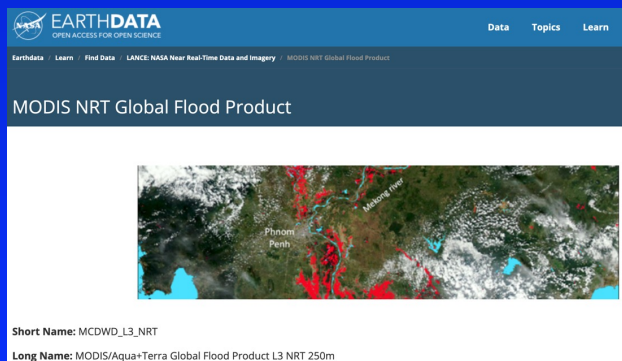 NASA
EARTHDATA
OPEN ACCESS FOR OPEN SCIENCE
Data Topics Learn
Earthdata / Learn / Find Data / LANCE: NASA Near Real-Time Data and Imagery / MODIS NRT Global Flood Product
MODIS NRT Global Flood Product
Mekong river
Phnom
Penh
Short Name: MCDWD_L3_NRT
Long Name: MODIS/Aqua+Terra Global Flood Product L3 NRT 250m